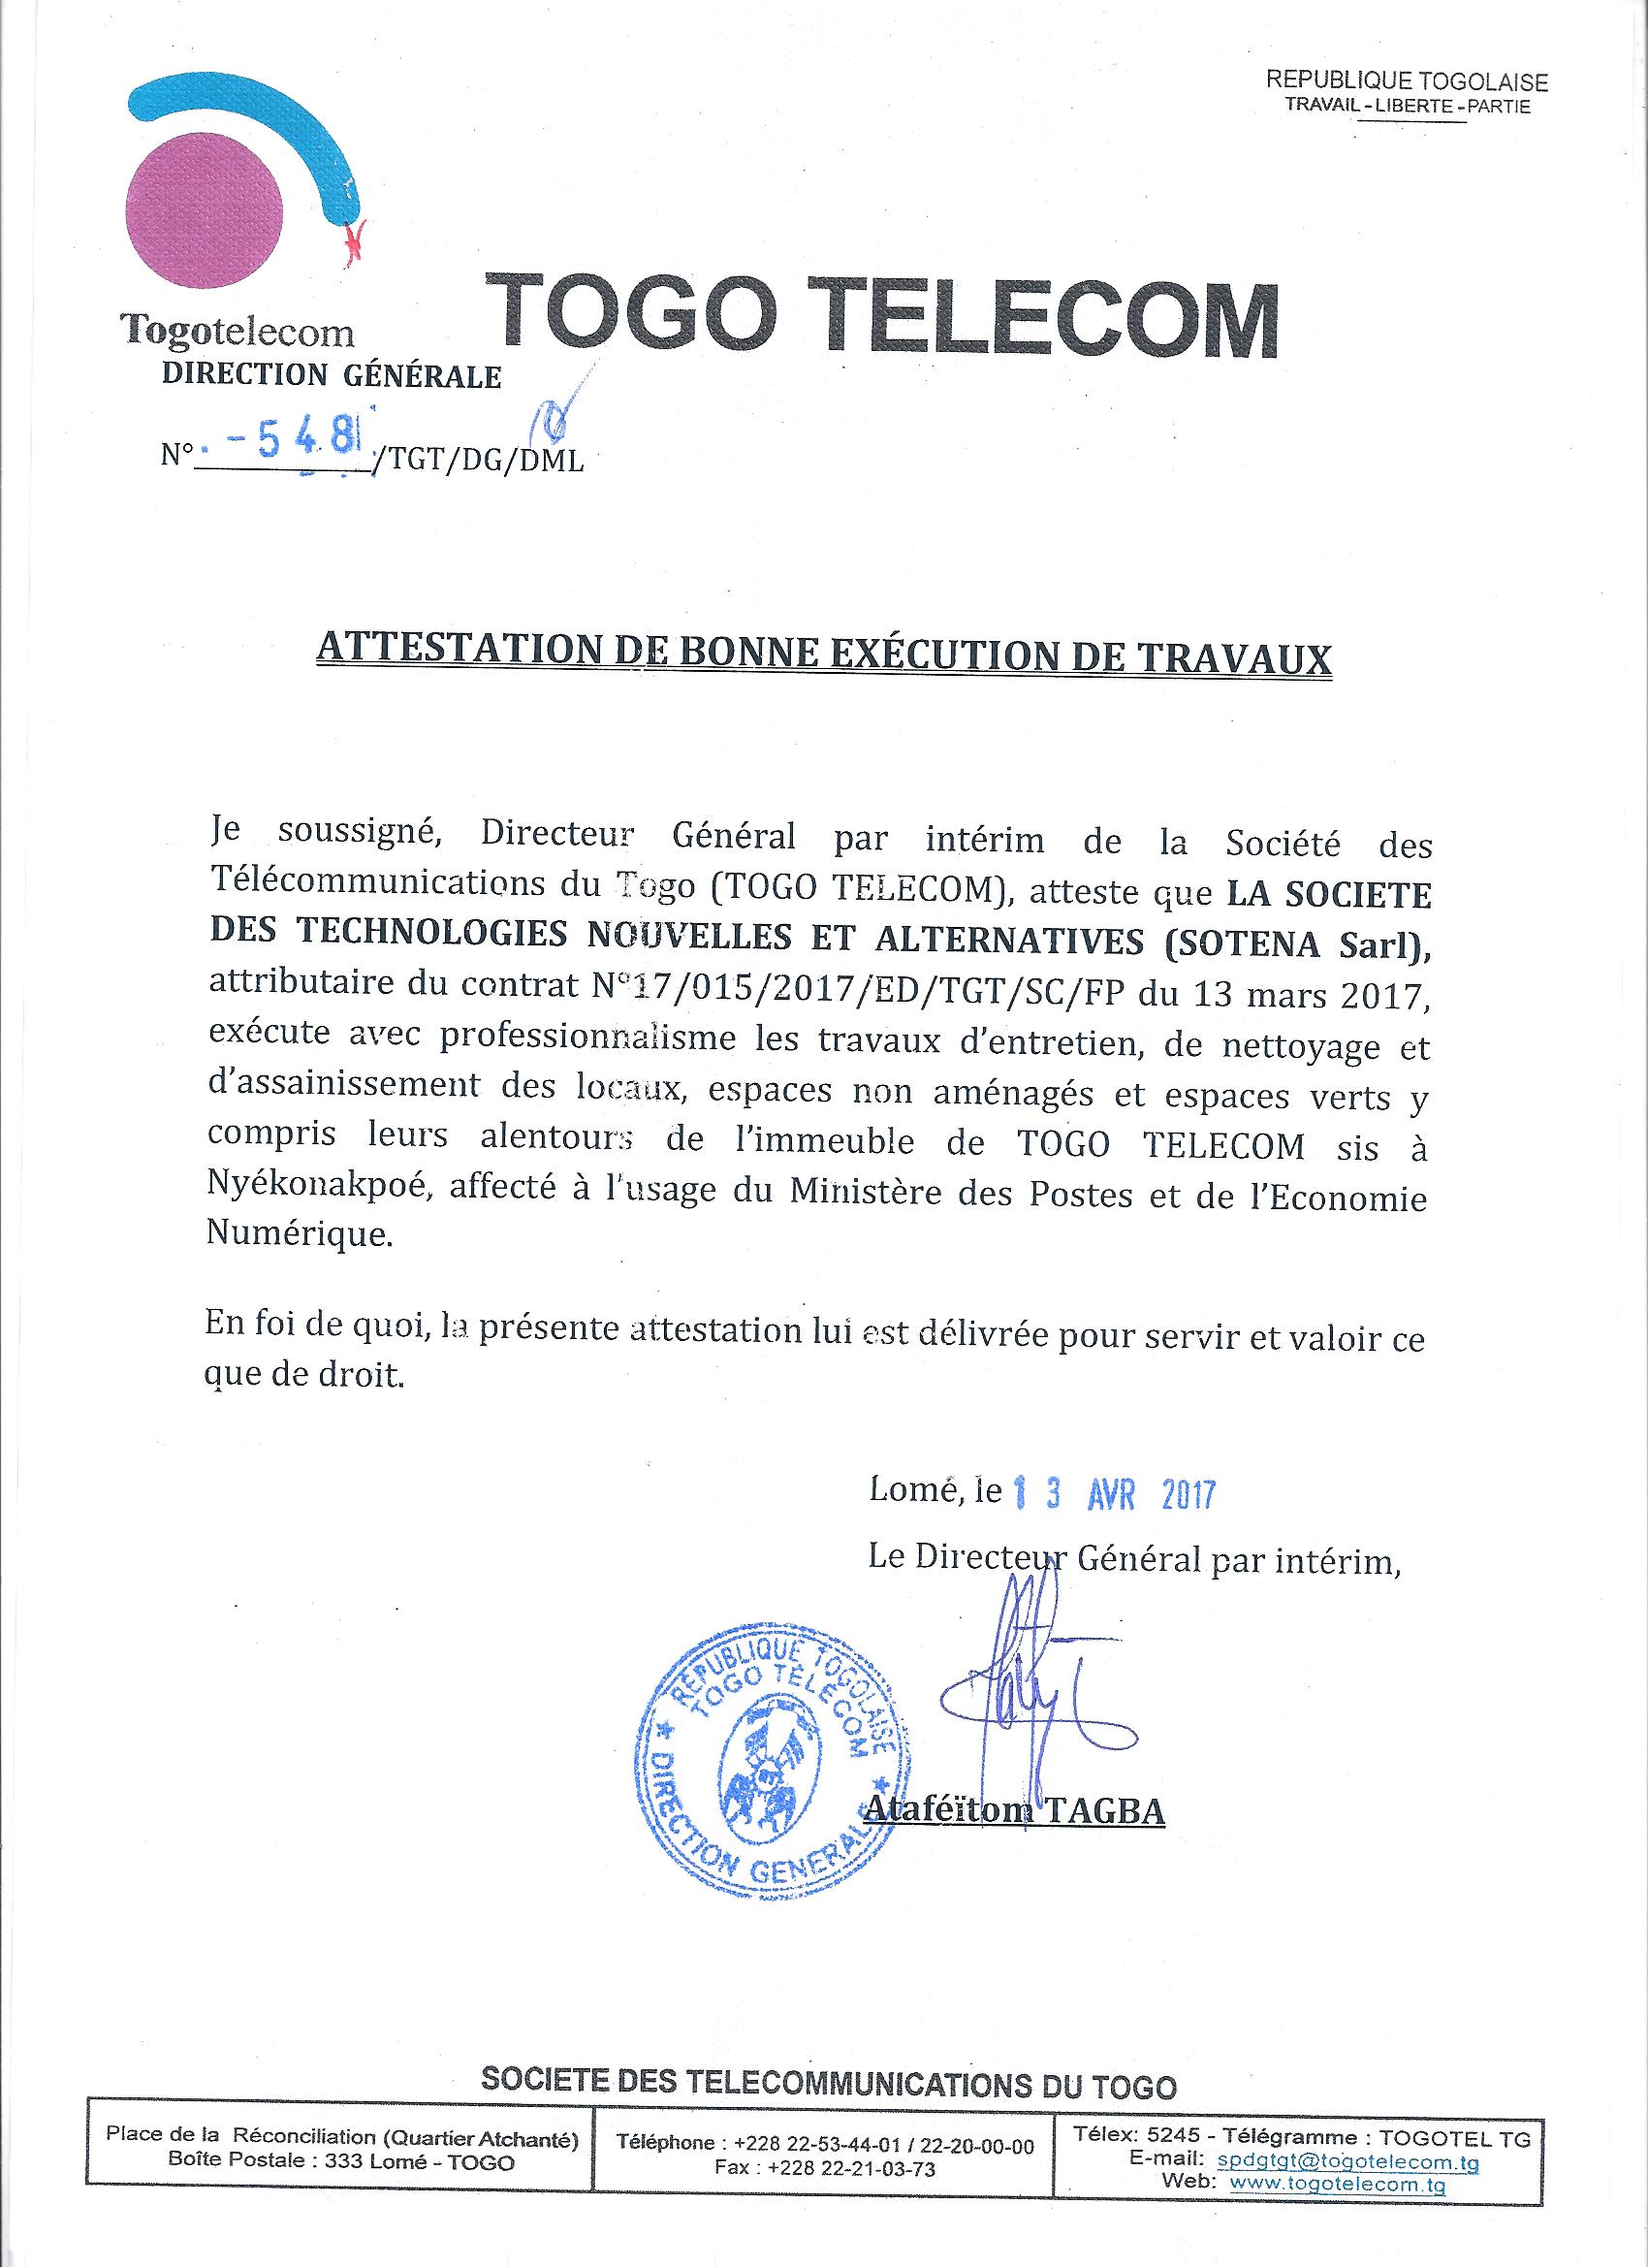 REPUBLIQUE TOGOLAISE
TRAVAIL - LIBERTE - PARTIE
Togotelecom
TOGO TELECOM
DIRECTION GÉNÉRALE
N° - 548 /TGT/DG/DML
ATTESTATION DE BONNE EXÉCUTION DE TRAVAUX
Je soussigné, Directeur Général par intérim de la Société des
Télécommunications du Togo (TOGO TELECOM), atteste que LA SOCIETE
DES TECHNOLOGIES NOUVELLES ET ALTERNATIVES (SOTENA Sarl),
attributaire du contrat N°17/015/2017/ED/TGT/SC/FP du 13 mars 2017,
exécute avec professionnalisme les travaux d'entretien, de nettoyage et
d'assainissement des locaux, espaces non aménagés et espaces verts y
compris leurs alentours de l'immeuble de TOGO TELECOM sis à
Nyékonakpoé, affecté à l'usage du Ministère des Postes et de l'Economie
Numérique.
En foi de quoi, la présente attestation lui est délivrée pour servir et valoir ce
que de droit.
Lomé, le 13 AVR 2017
Le Directeur Général par intérim,
REPUBLIQUE TOGOLAISE
TOGO TÉLÉCOM
DIRECTION GENERALE
Ataféïtom TAGBA
SOCIETE DES TELECOMMUNICATIONS DU TOGO
Place de la Réconciliation (Quartier Atchanté)
Boîte Postale : 333 Lomé - TOGO
Téléphone : +228 22-53-44-01 / 22-20-00-00
Fax : +228 22-21-03-73
Télex: 5245 - Télégramme : TOGOTEL TG
E-mail: spdgtgt@togotelecom.tg
Web: www.togotelecom.tg